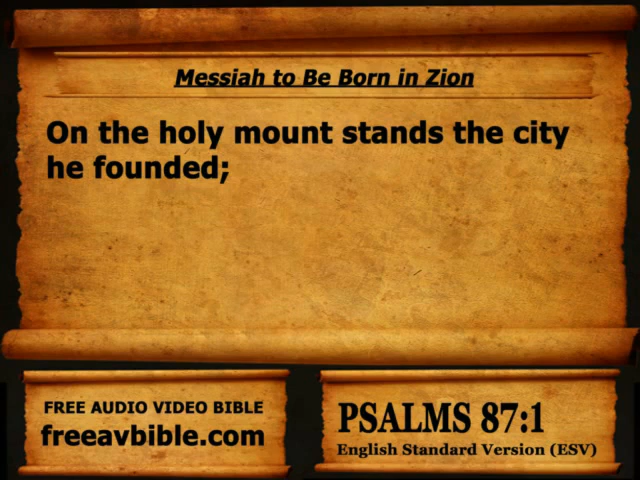 Messiah to Be Born in Zion
On the holy mount stands the city
he founded;
FREE AUDIO VIDEO BIBLE
freeavbible.com
PSALMS 87:1
English Standard Version (ESV)